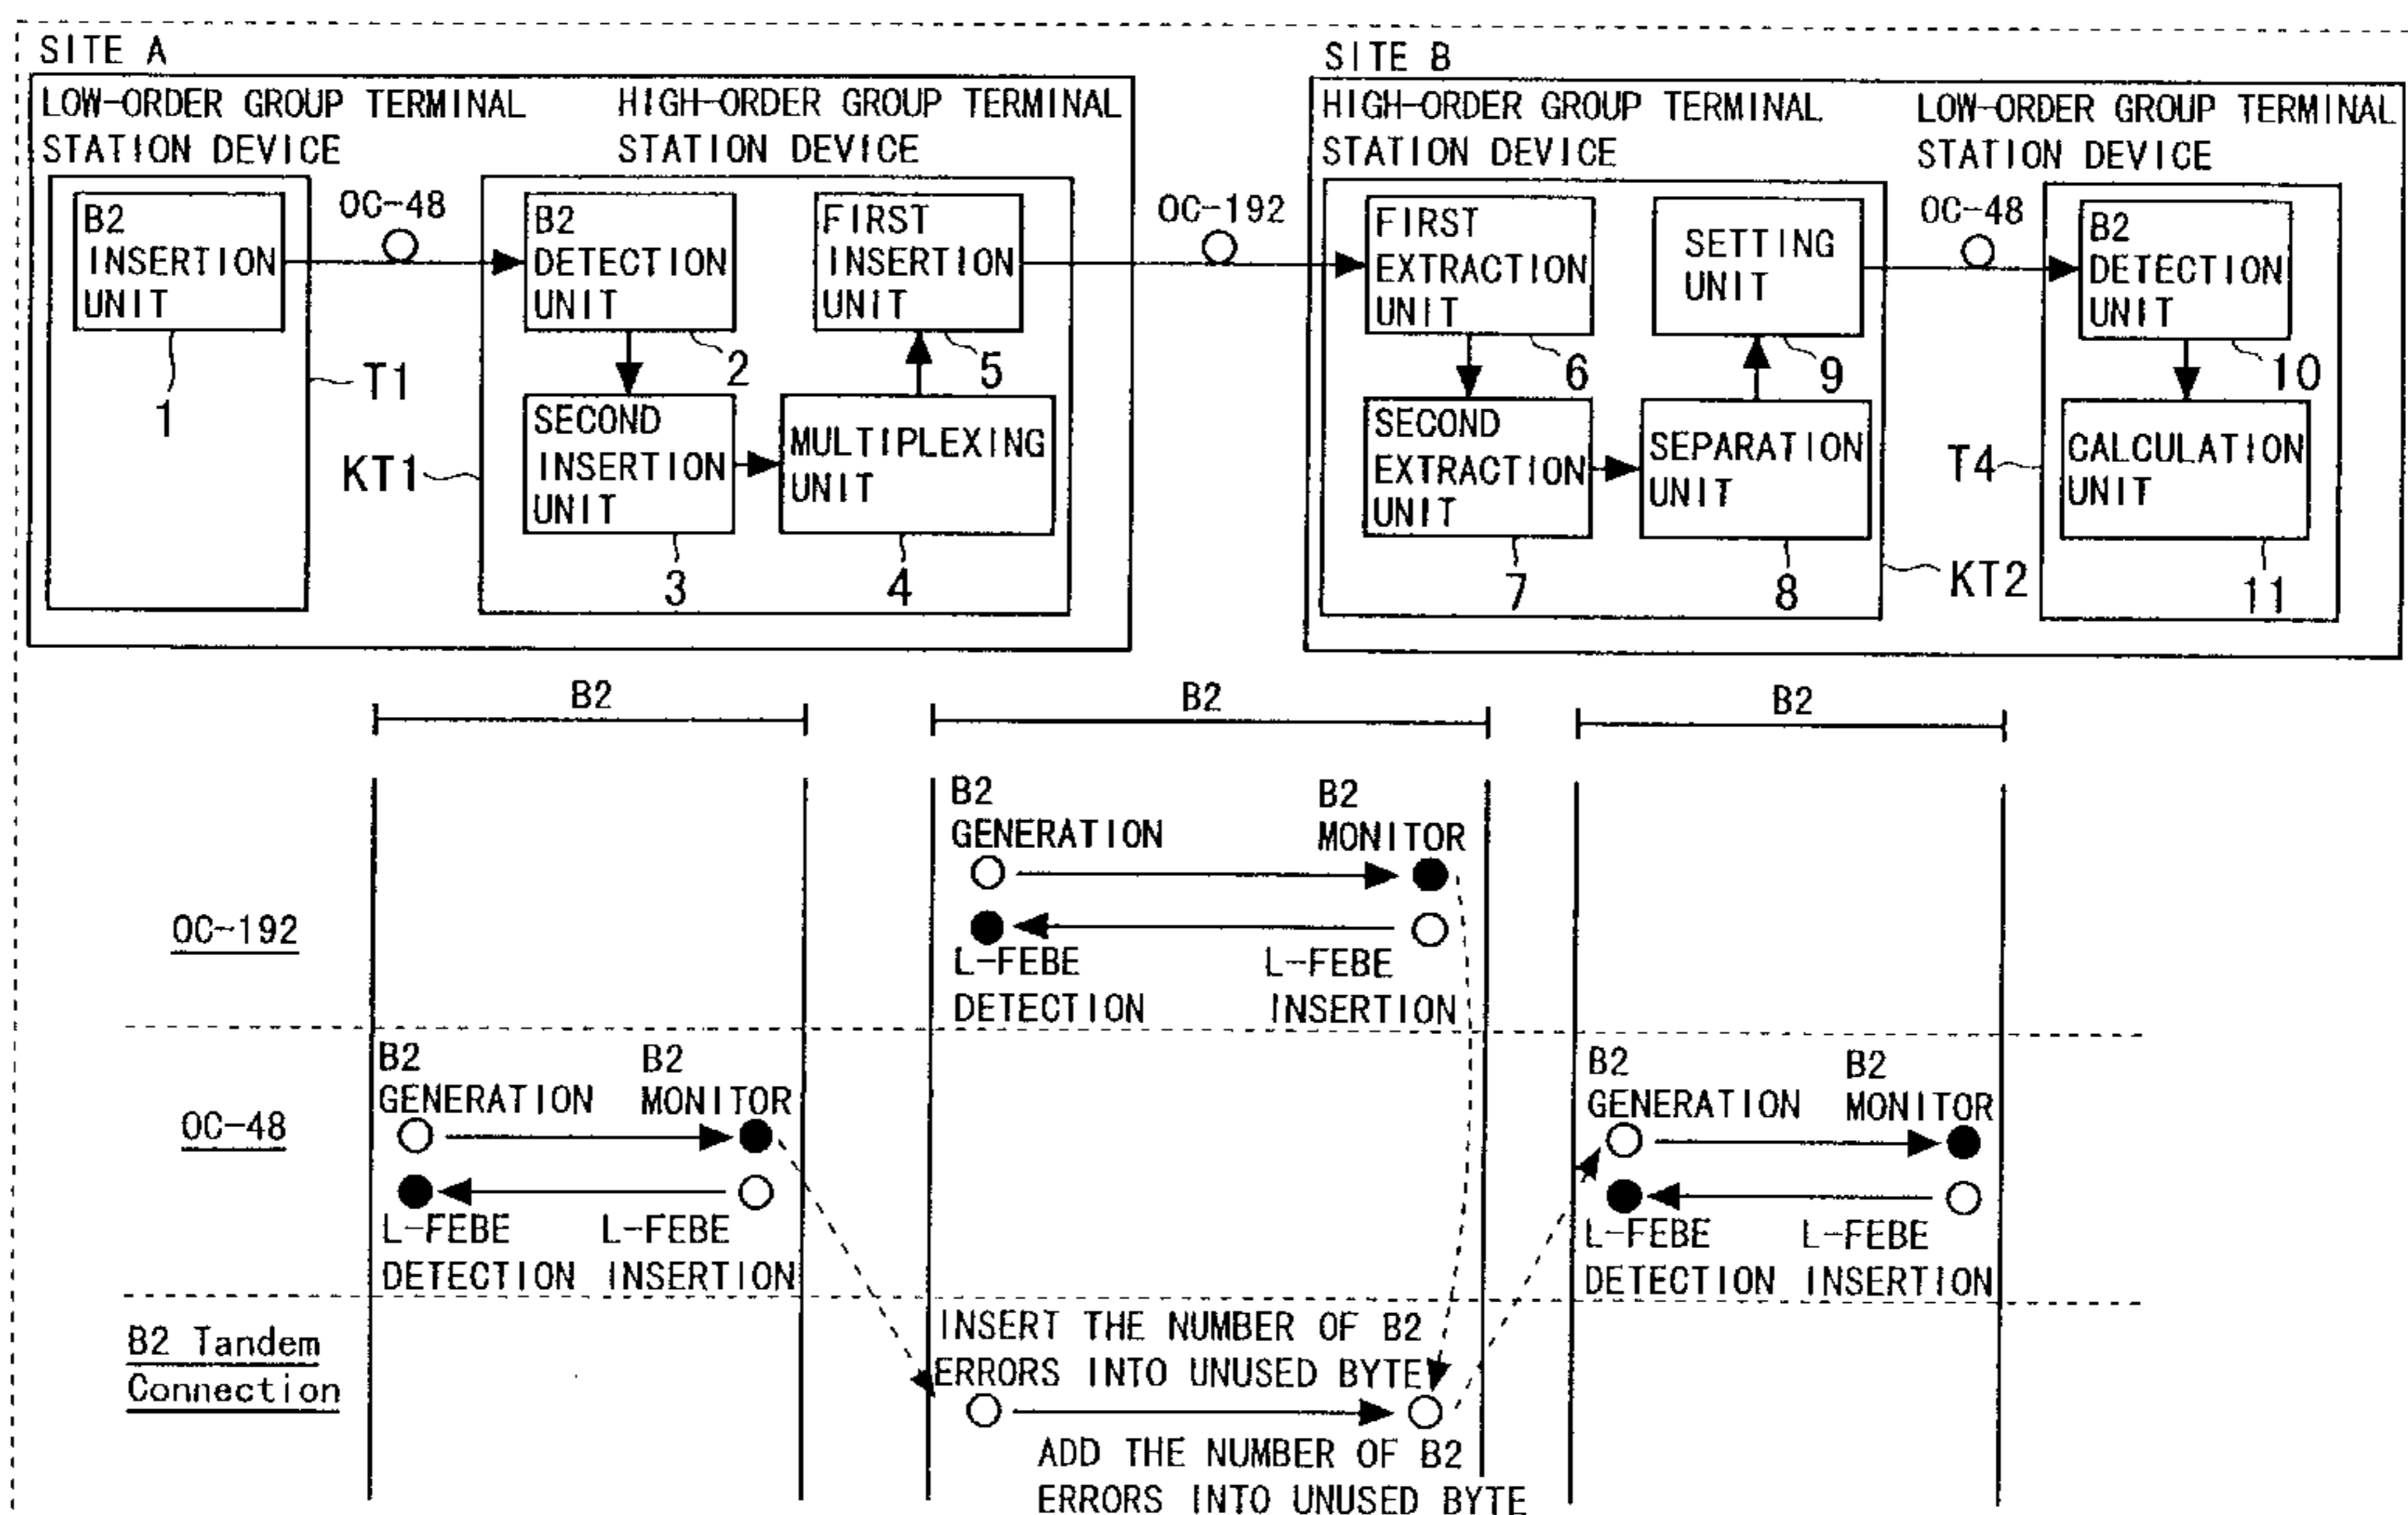 SITE A
LOW-ORDER GROUP TERMINAL
STATION DEVICE
HIGH-ORDER GROUP TERMINAL
STATION DEVICE
B2
INSERTION
UNIT
1
T1
OC-48
B2
DETECTION
UNIT
2
FIRST
INSERTION
UNIT
5
SECOND
INSERTION
UNIT
3
MULTIPLEXING
UNIT
4
KT1
OC-192
SITE B
HIGH-ORDER GROUP TERMINAL
STATION DEVICE
LOW-ORDER GROUP TERMINAL
STATION DEVICE
FIRST
EXTRACTION
UNIT
6
SETTING
UNIT
9
SECOND
EXTRACTION
UNIT
7
SEPARATION
UNIT
8
KT2
OC-48
B2
DETECTION
UNIT
10
CALCULATION
UNIT
11
T4
B2
B2
B2
OC-192
B2
GENERATION
B2
MONITOR
L-FEBE
DETECTION
L-FEBE
INSERTION
OC-48
B2
GENERATION
B2
MONITOR
L-FEBE
DETECTION
L-FEBE
INSERTION
B2
GENERATION
B2
MONITOR
L-FEBE
DETECTION
L-FEBE
INSERTION
B2 Tandem
Connection
INSERT THE NUMBER OF B2
ERRORS INTO UNUSED BYTE
ADD THE NUMBER OF B2
ERRORS INTO UNUSED BYTE